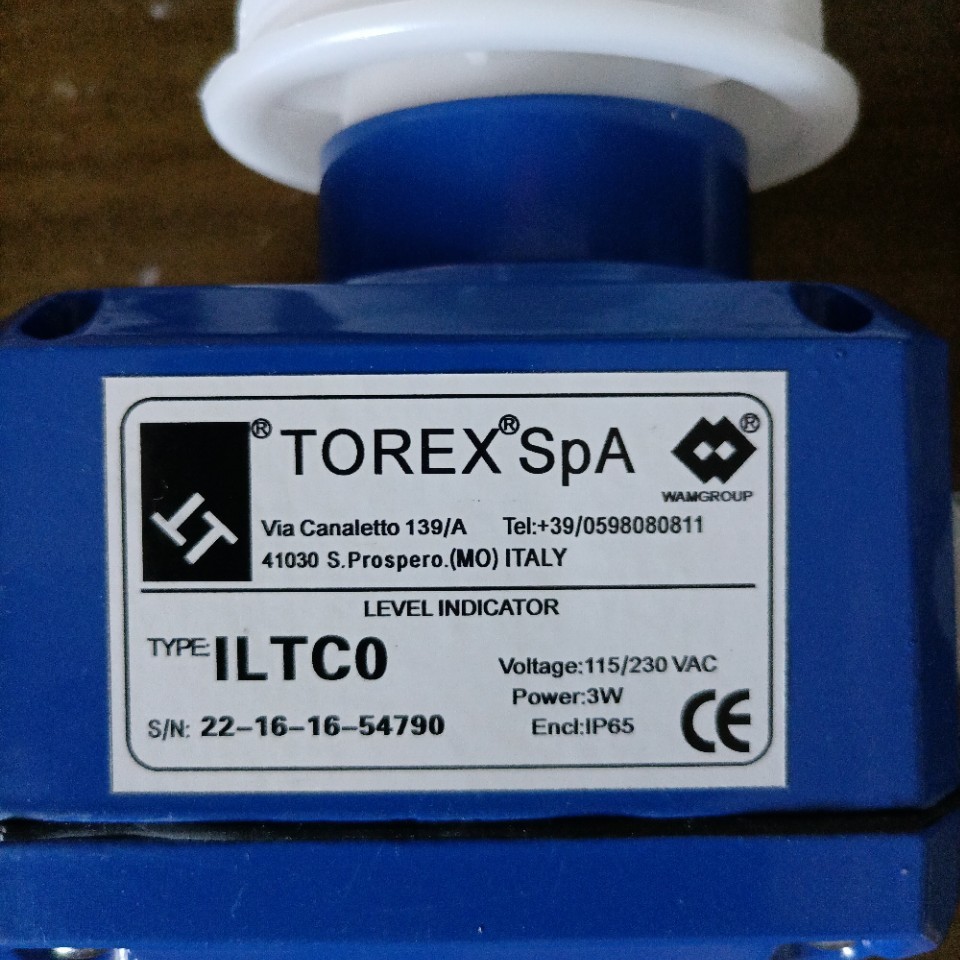 ® TOREX® SpA ®
WAMGROUP
Via Canaletto 139/A Tel:+39/0598080811
41030 S.Prospero.(MO) ITALY
LEVEL INDICATOR
TYPE: ILTC0
Voltage:115/230 VAC
Power:3W
S/N: 22-16-16-54790
Encl:IP65
CE